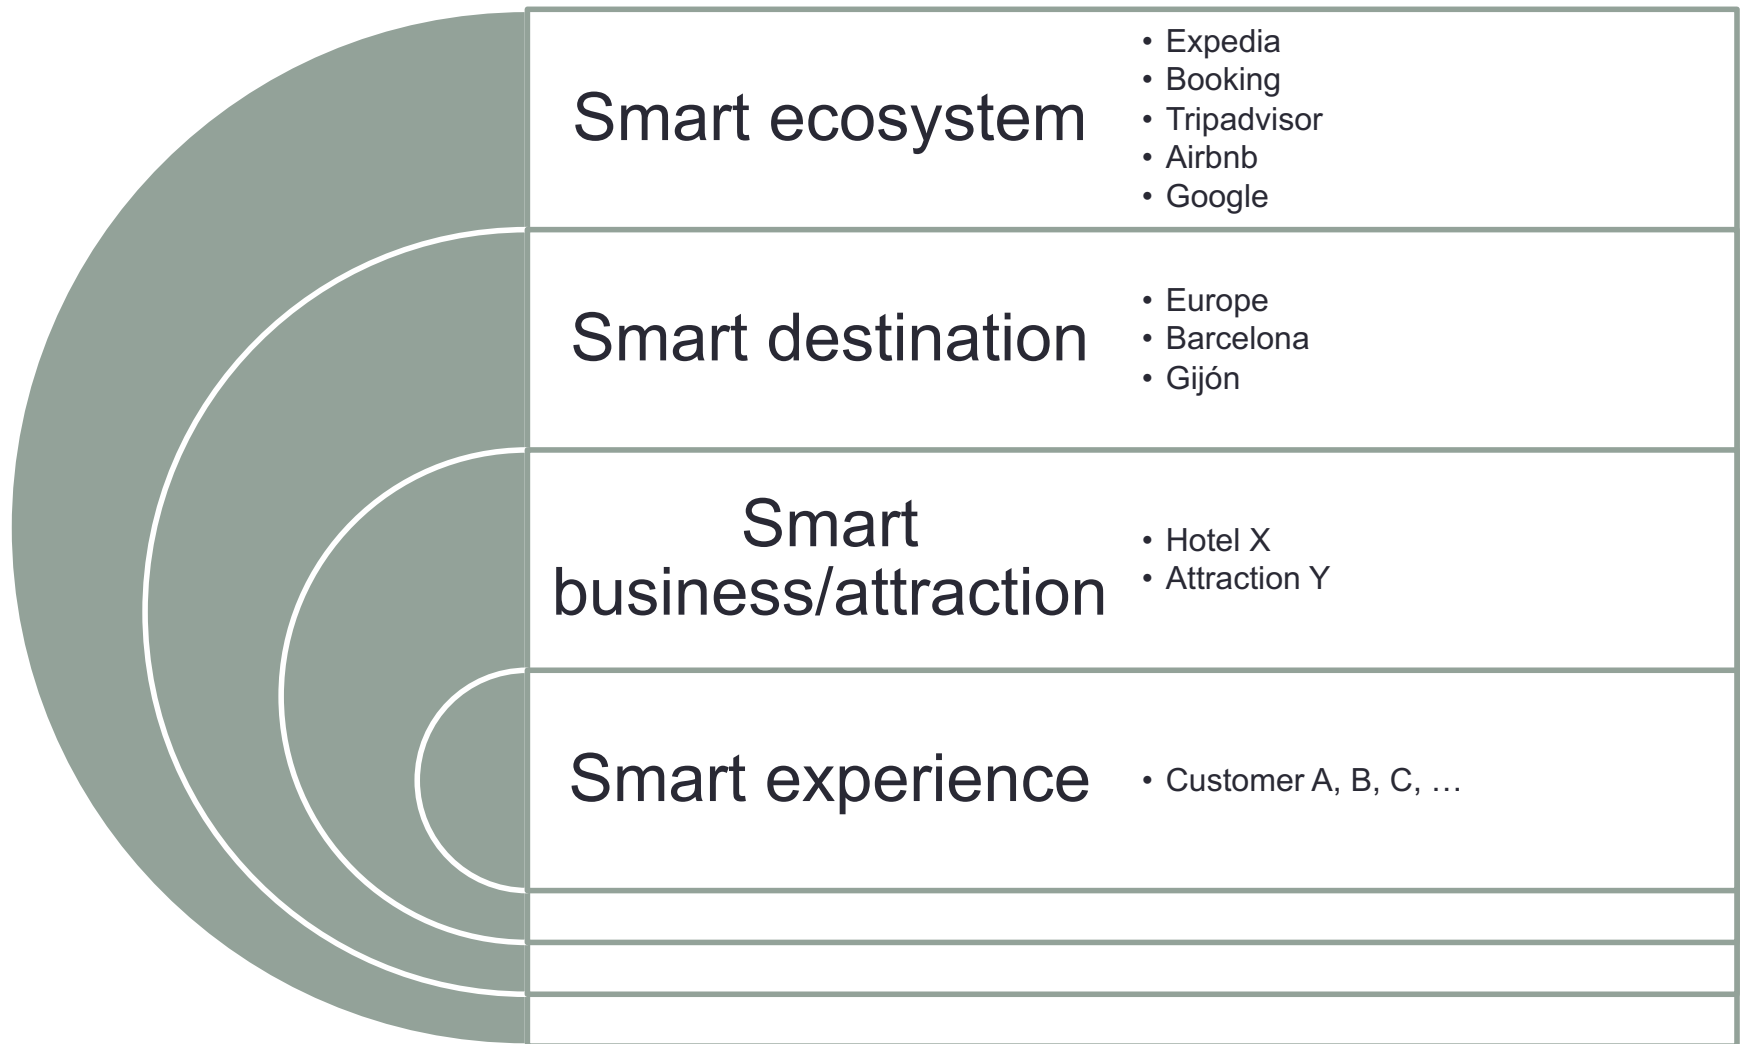 Smart ecosystem
• Expedia
• Booking
• Tripadvisor
• Airbnb
• Google
Smart destination
• Europe
• Barcelona
• Gijón
Smart
business/attraction
• Hotel X
• Attraction Y
Smart experience
• Customer A, B, C, …